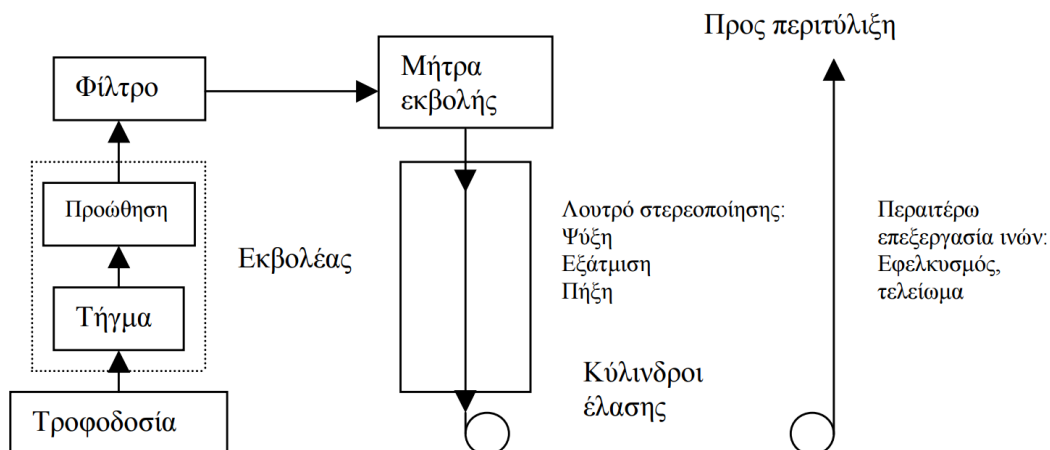 Προς περιτύλιξη
Φίλτρο
Μήτρα
εκβολής
Προώθηση
Εκβολέας
Τήγμα
Τροφοδοσία
Λουτρό στερεοποίησης:
Ψύξη
Εξάτμιση
Πήξη
Κύλινδροι
έλασης
Περαιτέρω
επεξεργασία ινών:
Εφελκυσμός,
τελείωμα